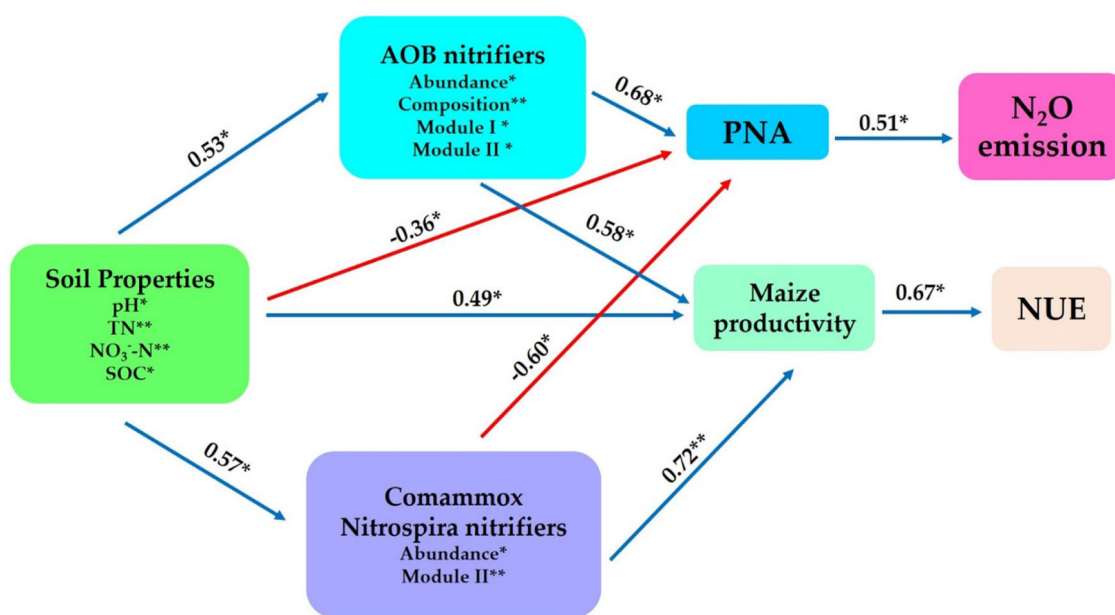 AOB nitrifiers
Abundance*
Composition**
Module I *
Module II *
0.68*
PNA
0.51*
N₂O
emission
0.53*
-0.36*
0.58*
Soil Properties
pH*
TN**
NO₃⁻-N**
SOC*
0.49*
Maize
productivity
0.67*
NUE
-0.60*
0.57*
0.72**
Comammox
Nitrospira nitrifiers
Abundance*
Module II**